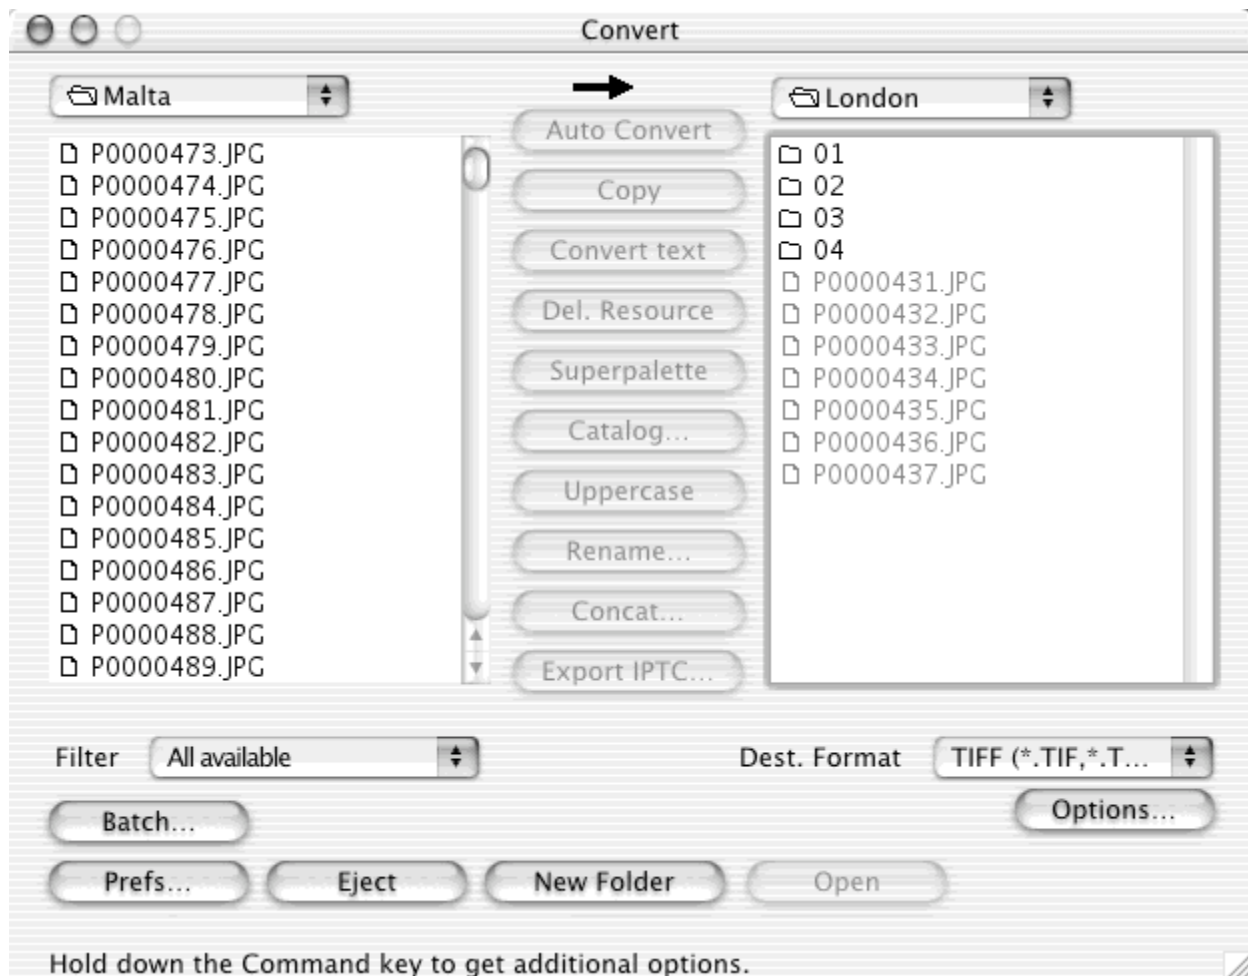 Convert
Malta
P0000473.JPG
P0000474.JPG
P0000475.JPG
P0000476.JPG
P0000477.JPG
P0000478.JPG
P0000479.JPG
P0000480.JPG
P0000481.JPG
P0000482.JPG
P0000483.JPG
P0000484.JPG
P0000485.JPG
P0000486.JPG
P0000487.JPG
P0000488.JPG
P0000489.JPG
Auto Convert
Copy
Convert text
Del. Resource
Superpalette
Catalog...
Uppercase
Rename...
Concat...
Export IPTC...
London
01
02
03
04
P0000431.JPG
P0000432.JPG
P0000433.JPG
P0000434.JPG
P0000435.JPG
P0000436.JPG
P0000437.JPG
Filter All available
Dest. Format TIFF (*.TIF,*.T...
Batch...
Options...
Prefs... Eject New Folder Open
Hold down the Command key to get additional options.